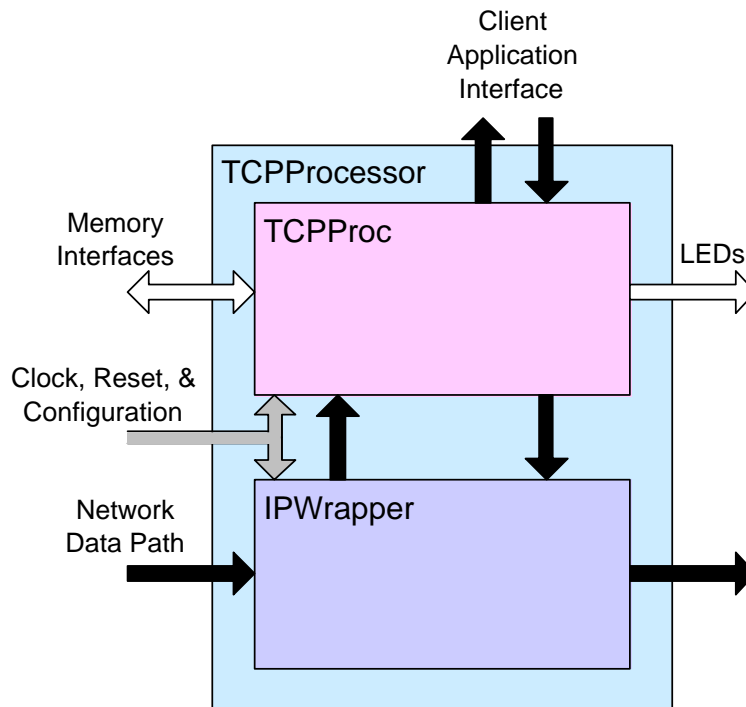 Client
Application
Interface
TCPProcessor
TCPProc
Memory
Interfaces
LEDs
Clock, Reset, &
Configuration
IPWrapper
Network
Data Path